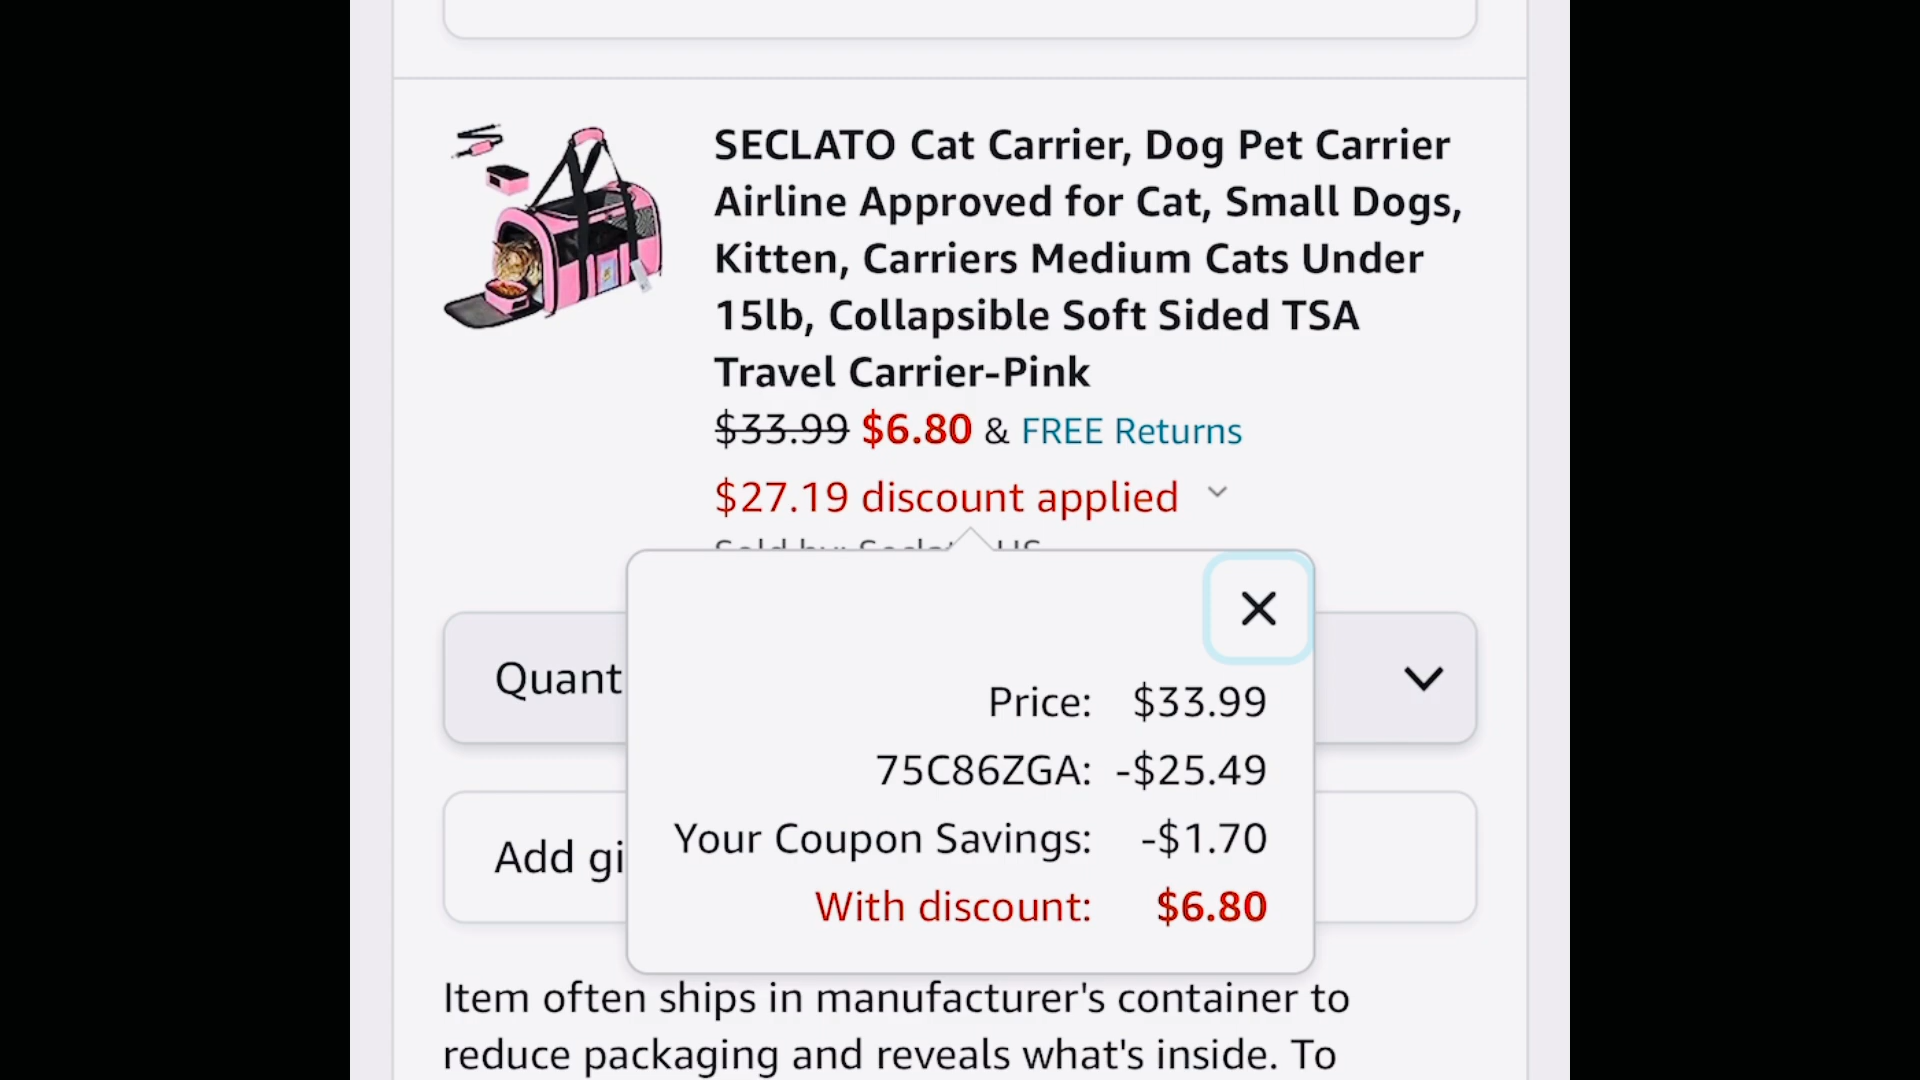 SECLATO Cat Carrier, Dog Pet Carrier
Airline Approved for Cat, Small Dogs,
Kitten, Carriers Medium Cats Under
15lb, Collapsible Soft Sided TSA
Travel Carrier-Pink
$33.99 $6.80 & FREE Returns
$27.19 discount applied
Sold by:
Quant
Price: $33.99
75C86ZGA: -$25.49
Your Coupon Savings: -$1.70
With discount: $6.80
Add gi
Item often ships in manufacturer's container to
reduce packaging and reveals what's inside. To